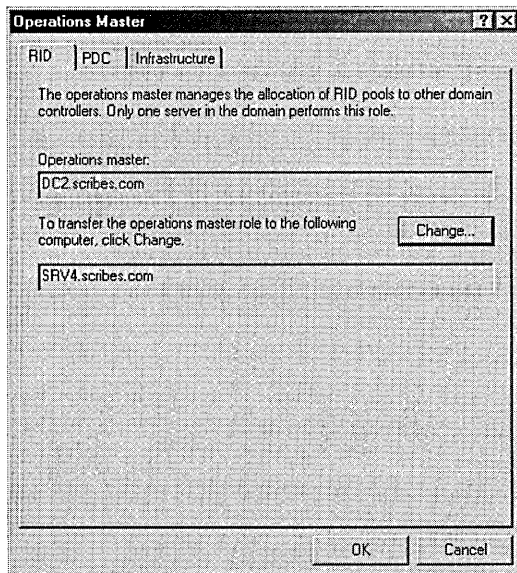 Operations Master
RID PDC Infrastructure
The operations master manages the allocation of RID pools to other domain
controllers. Only one server in the domain performs this role.
Operations master:
DC2.scribes.com
To transfer the operations master role to the following
computer, click Change.
Change...
SRV4.scribes.com
OK Cancel